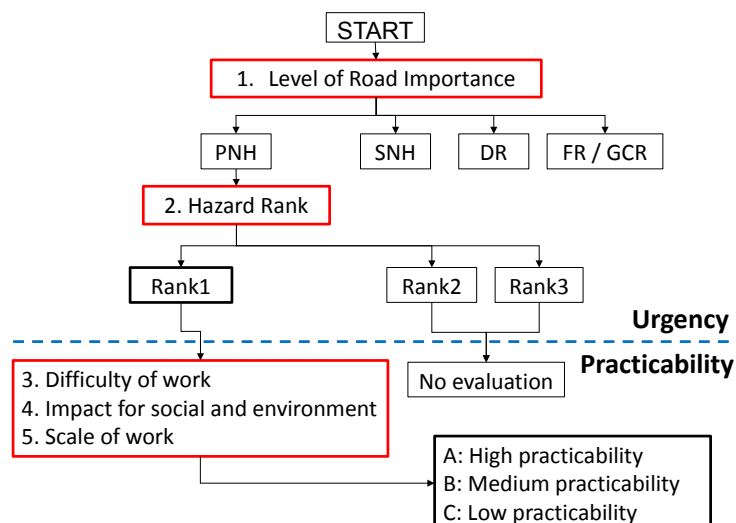 START
1. Level of Road Importance
PNH
SNH
DR
FR / GCR
2. Hazard Rank
Rank1
Rank2
Rank3
Urgency
Practicability
3. Difficulty of work
4. Impact for social and environment
5. Scale of work
No evaluation
A: High practicability
B: Medium practicability
C: Low practicability